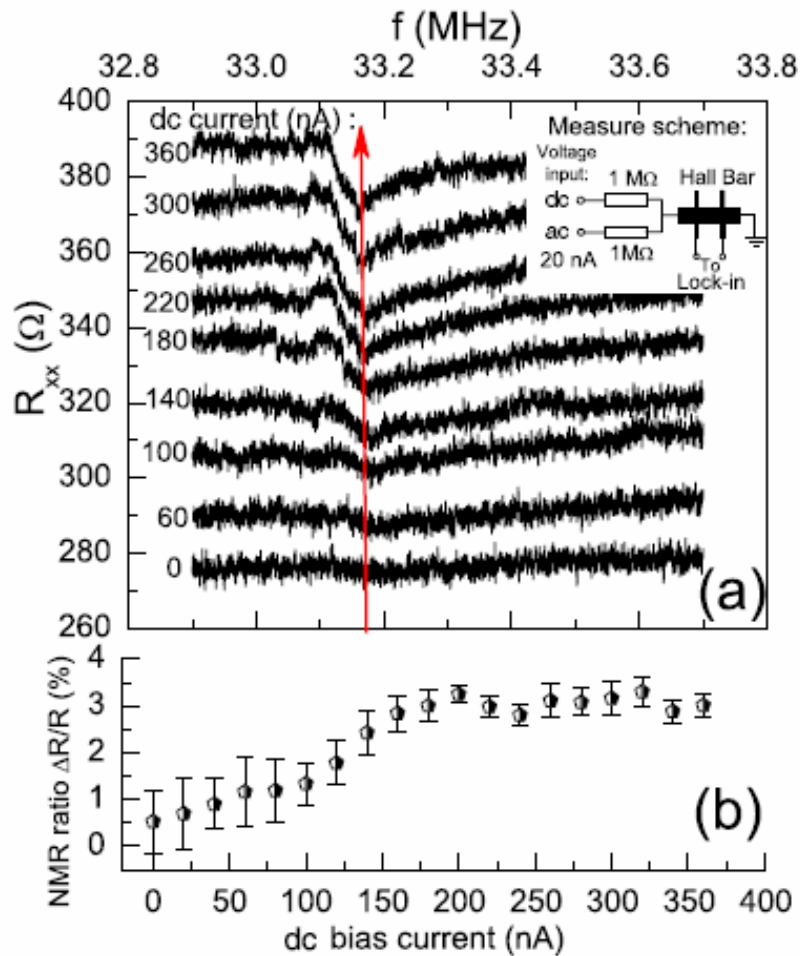 f (MHz)
32.8 33.0 33.2 33.4 33.6 33.8
400
380
360
340
320
300
280
260
R_xx (Ω)
dc current (nA) :
360
300
260
220
180
140
100
60
0
Measure scheme:
Voltage
input:
1 MΩ Hall Bar
dc
ac
20 nA 1MΩ
To
Lock-in
(a)
4
3
2
1
0
NMR ratio ΔR/R (%)
(b)
0 50 100 150 200 250 300 350 400
dc bias current (nA)